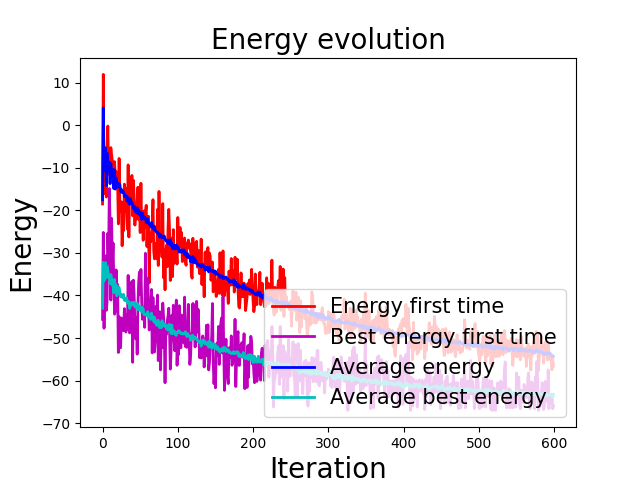 Energy evolution
Energy
10
0
−10
−20
−30
−40
−50
−60
−70
Energy first time
Best energy first time
Average energy
Average best energy
0 100 200 300 400 500 600
Iteration